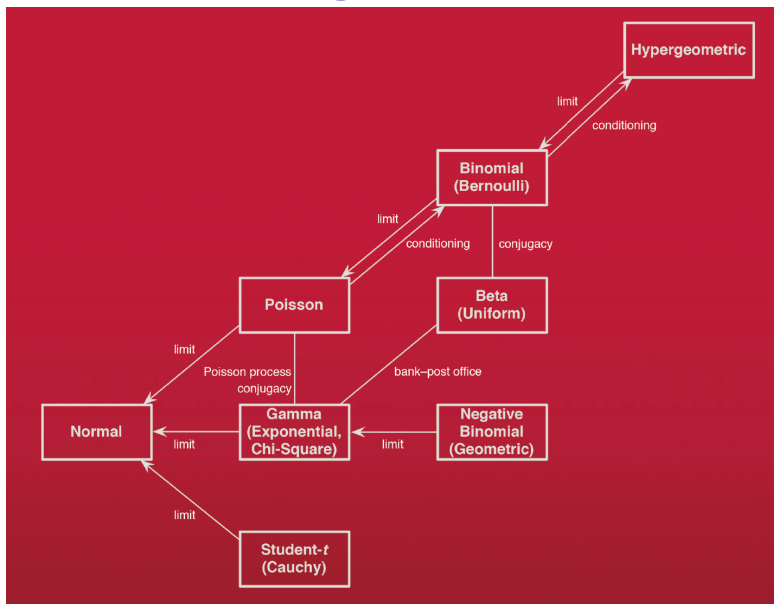 Hypergeometric
limit
conditioning
Binomial
(Bernoulli)
limit
conditioning
conjugacy
Poisson
Beta
(Uniform)
limit
Poisson process
conjugacy
bank–post office
Normal
limit
Gamma
(Exponential,
Chi-Square)
limit
Negative
Binomial
(Geometric)
limit
Student-t
(Cauchy)